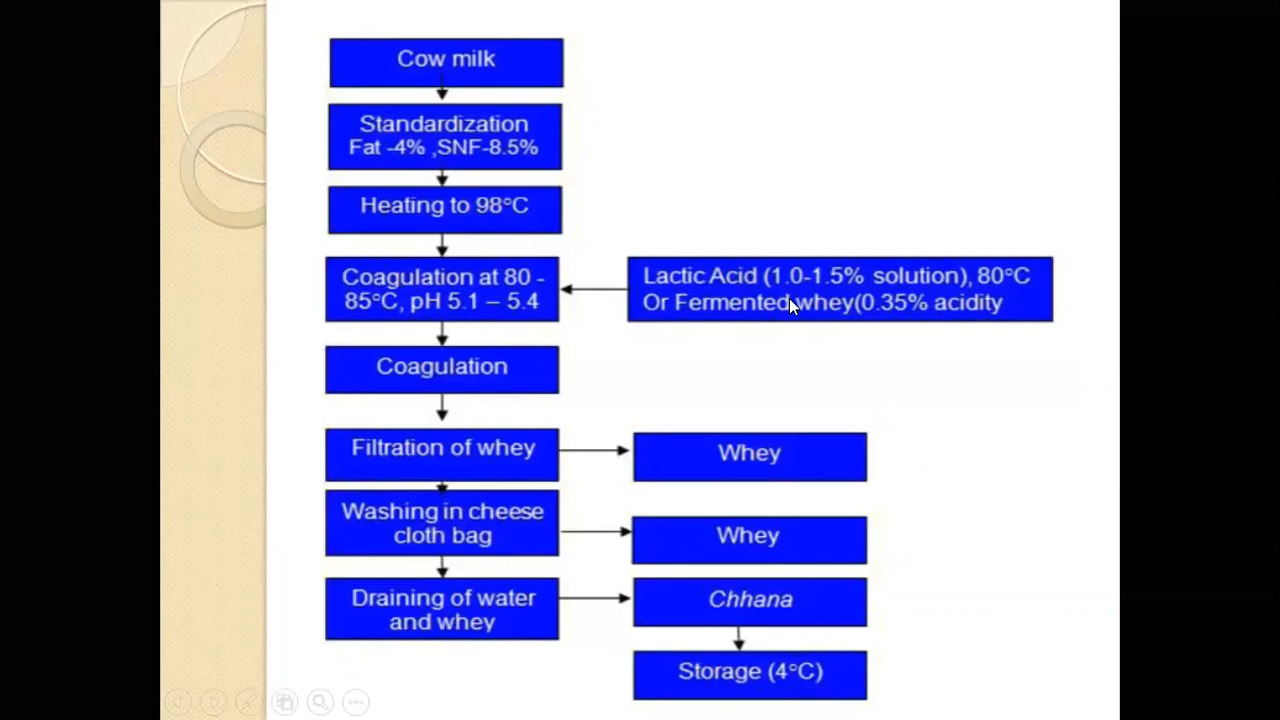 Cow milk
Standardization
Fat -4% ,SNF-8.5%
Heating to 98°C
Coagulation at 80 -
85°C, pH 5.1 – 5.4
Lactic Acid (1.0-1.5% solution), 80°C
Or Fermented whey(0.35% acidity
Coagulation
Filtration of whey
Whey
Washing in cheese
cloth bag
Whey
Draining of water
and whey
Chhana
Storage (4°C)